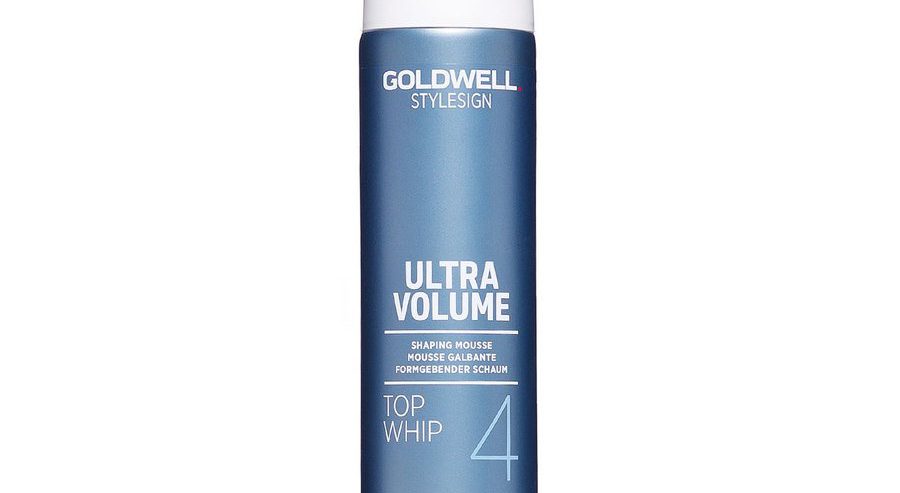 GOLDWELL.
STYLESIGN
ULTRA
VOLUME
SHAPING MOUSSE
MOUSSE GALBANTE
FORMGEBENDER SCHAUM
TOP
WHIP
4